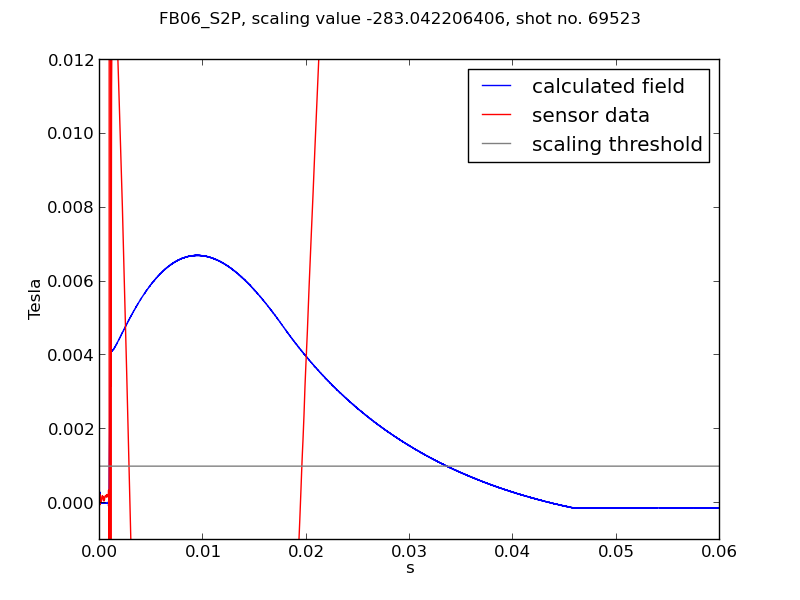 FB06_S2P, scaling value -283.042206406, shot no. 69523
calculated field
sensor data
scaling threshold
Tesla
0.012
0.010
0.008
0.006
0.004
0.002
0.000
0.00 0.01 0.02 0.03 0.04 0.05 0.06
s